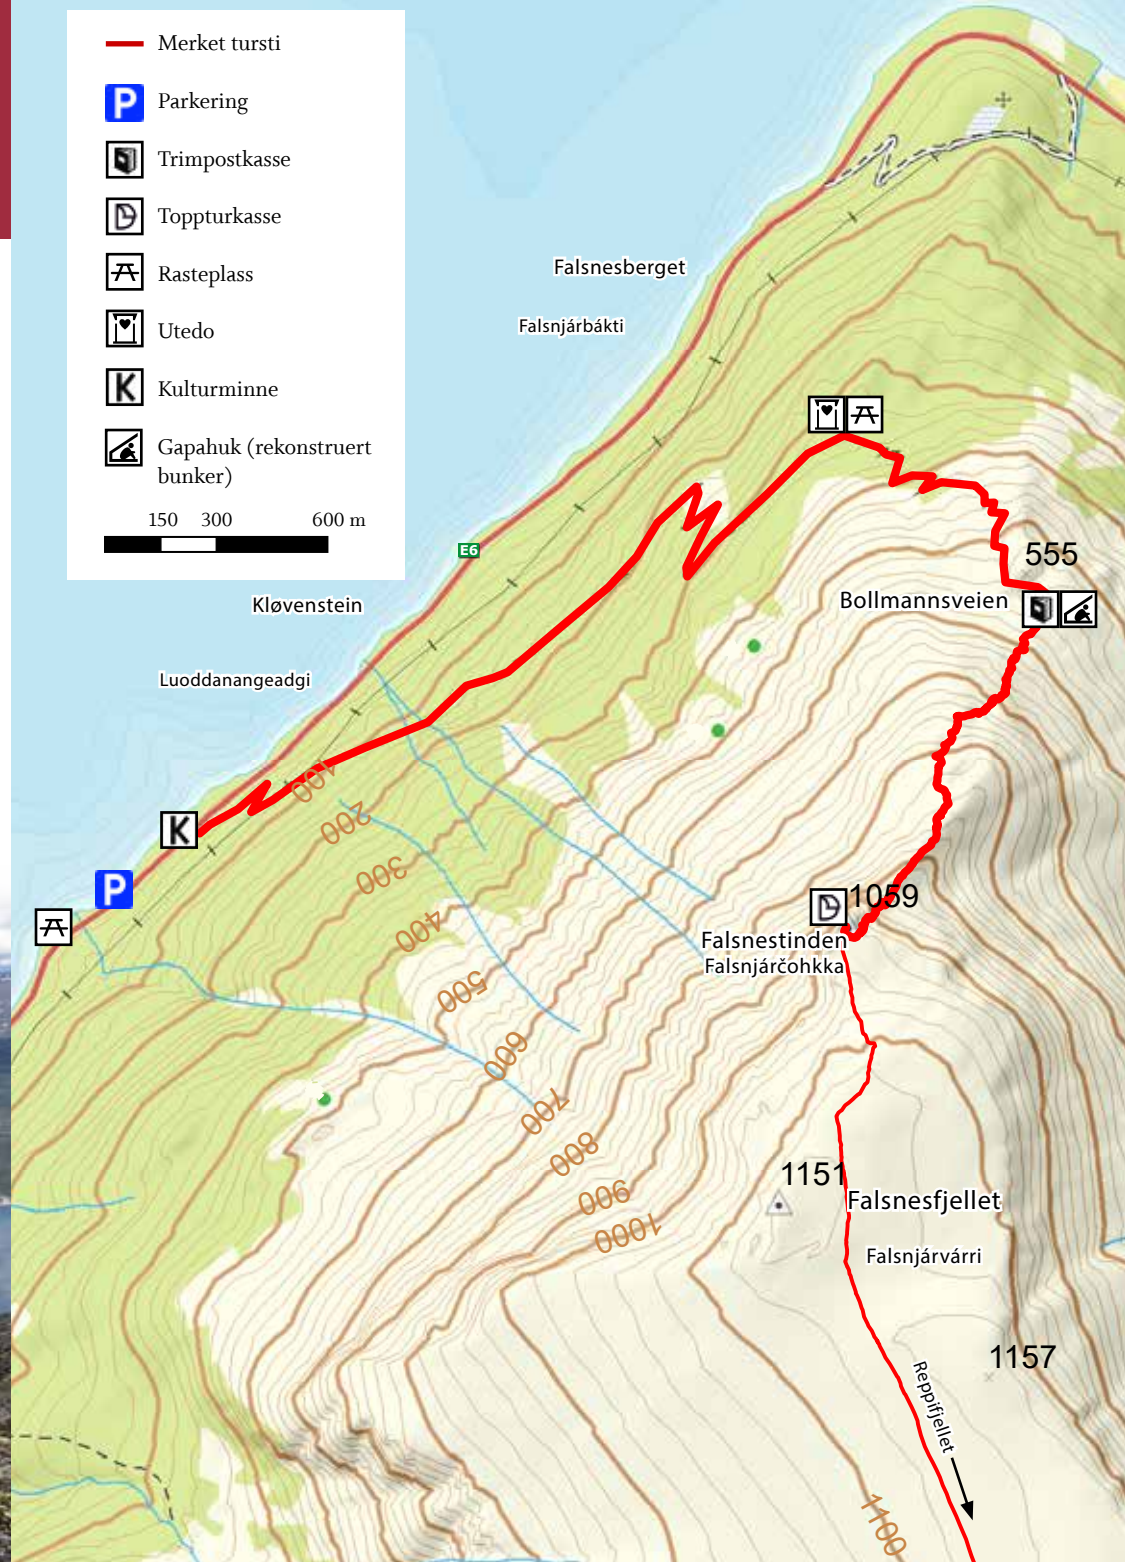 Merket tursti
P
Parkering
Trimpostkasse
Toppturkasse
Rasteplass
Utedo
K
Kulturminne
Gapahuk (rekonstruert
bunker)
150 300 600 m
Falsnesberget
Falsnjárbákti
E6
555
Kløvenstein
Bollmannsveien
Luoddanangeadgi
100
200
K
300
P
1059
400
Falsnestinden
Falsnjárčohkka
500
600
700
800
1151
900
Falsnesfjellet
1000
Falsnjárvárri
1157
Reppifjellet
1100